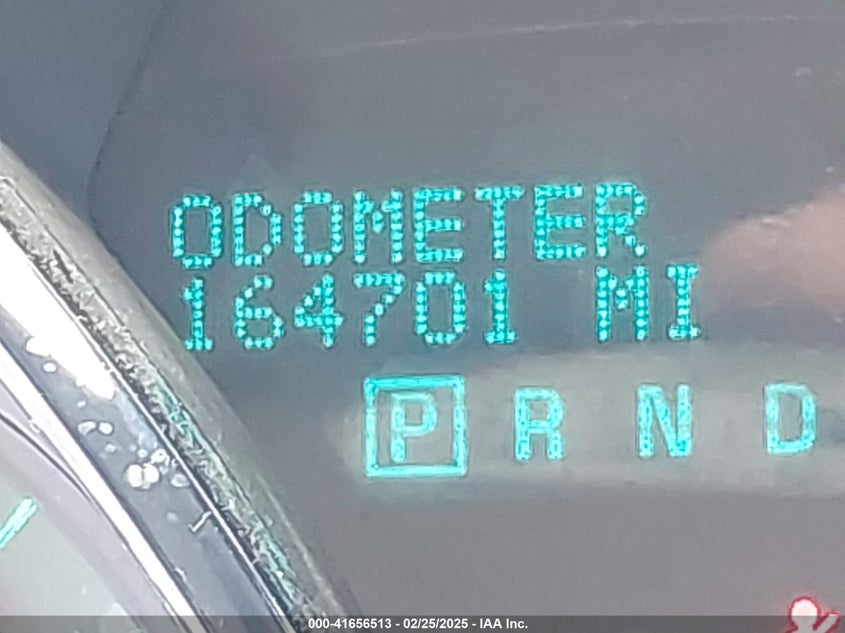 ODOMETER
164701 MI
P R N D
000-41656513 - 02/25/2025 - IAA Inc.